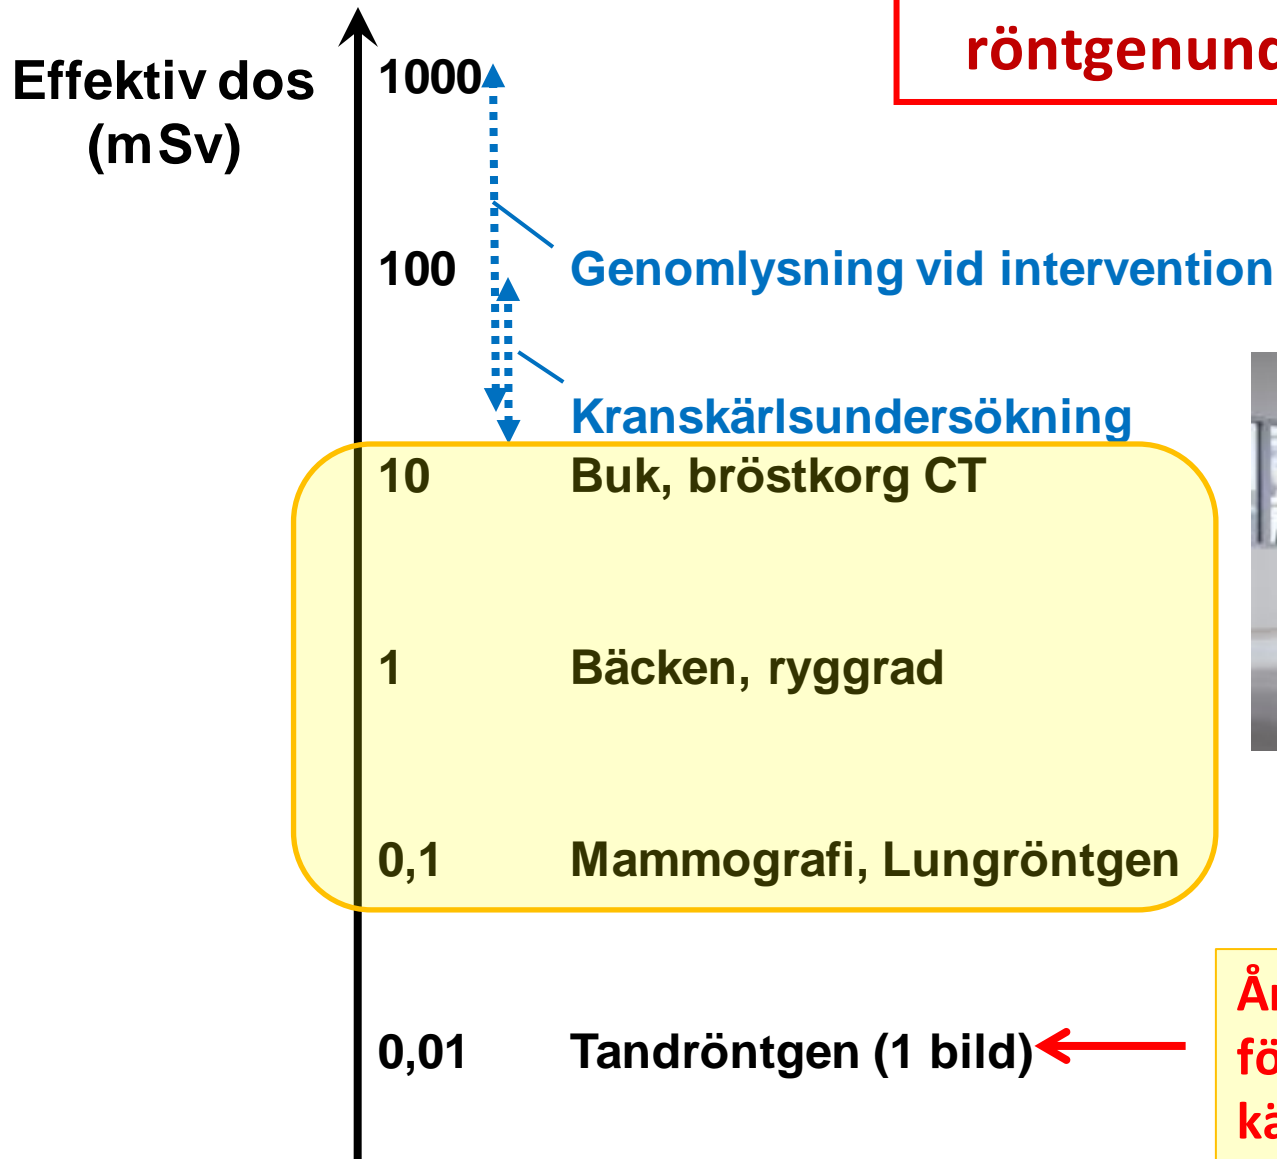 röntgenund
Effektiv dos
(mSv)
1000
100 Genomlysning vid intervention
Kranskärlsundersökning
10 Buk, bröstkorg CT
1 Bäcken, ryggrad
0,1 Mammografi, Lungröntgen
0,01 Tandröntgen (1 bild)